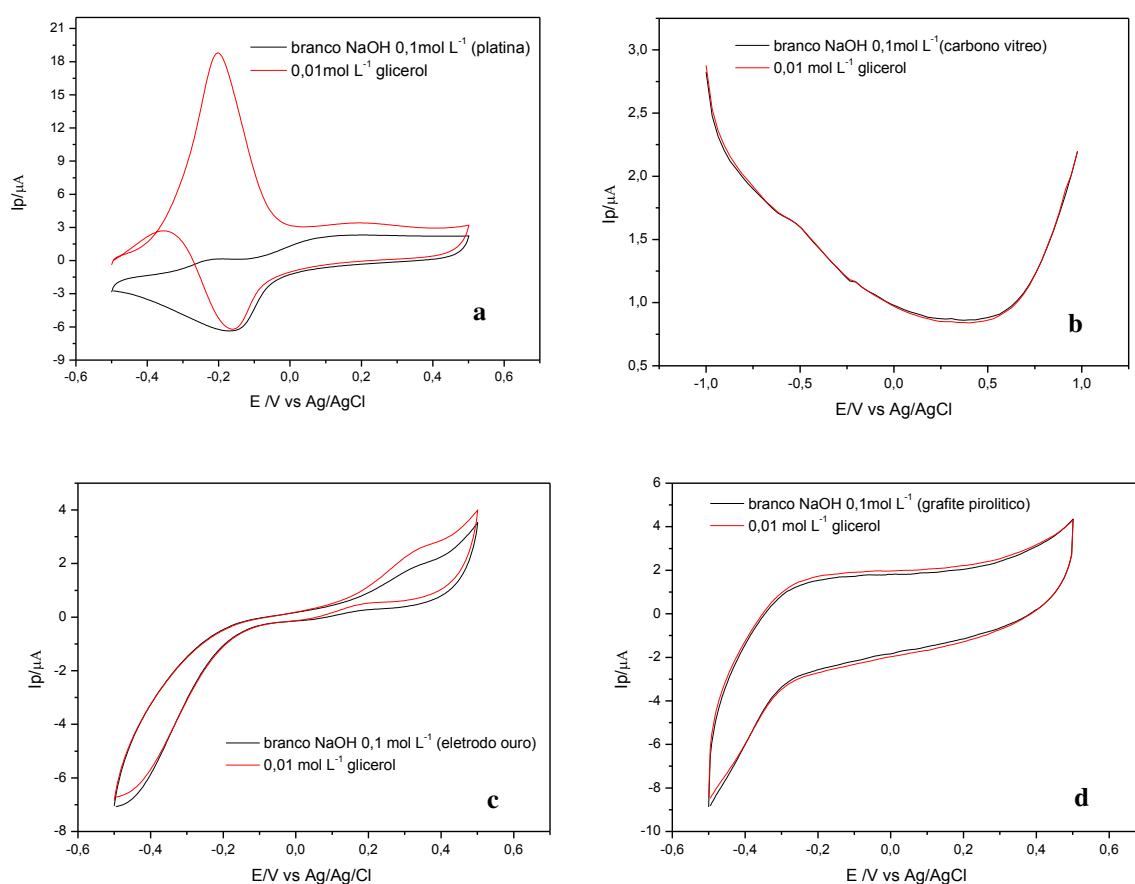 branco NaOH 0,1mol L⁻¹ (platina)
0,01mol L⁻¹ glicerol
21
18
15
12
9
6
3
0
-3
-6
-9
Ip/μA
-0,6 -0,4 -0,2 0,0 0,2 0,4 0,6
E /V vs Ag/AgCl
a
branco NaOH 0,1mol L⁻¹(carbono vitreo)
0,01 mol L⁻¹ glicerol
3,0
2,5
2,0
1,5
1,0
0,5
Ip/μA
-1,0 -0,5 0,0 0,5 1,0
E/V vs Ag/AgCl
b
4
2
0
-2
-4
-6
-8
Ip/μA
branco NaOH 0,1 mol L⁻¹ (eletrodo ouro)
0,01 mol L⁻¹ glicerol
c
-0,6 -0,4 -0,2 0,0 0,2 0,4 0,6
E/V vs Ag/Ag/Cl
branco NaOH 0,1mol L⁻¹ (grafite pirolitico)
0,01 mol L⁻¹ glicerol
6
4
2
0
-2
-4
-6
-8
-10
Ip/μA
d
-0,6 -0,4 -0,2 0,0 0,2 0,4 0,6
E/V vs Ag/AgCl